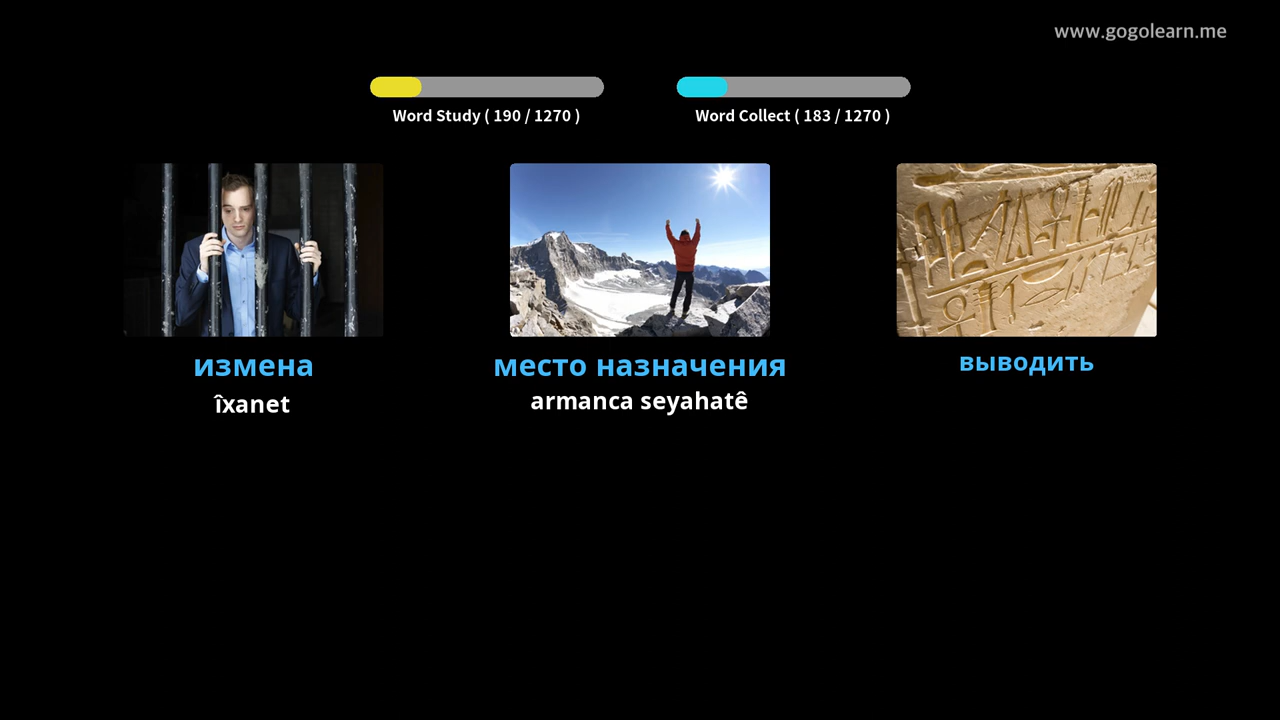 www.gogolearn.me
Word Study ( 190 / 1270 )
Word Collect ( 183 / 1270 )
измена
îxanet
место назначения
armanca seyahatê
выводить